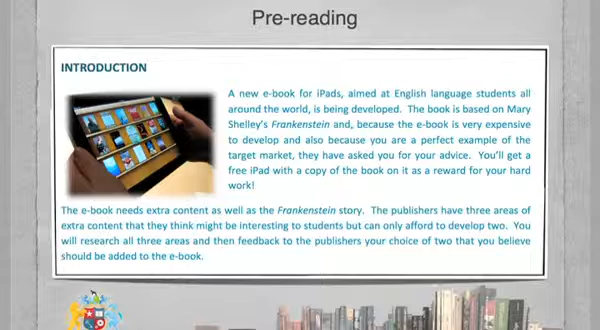 Pre-reading
INTRODUCTION
A new e-book for iPads, aimed at English language students all
around the world, is being developed. The book is based on Mary
Shelley's Frankenstein and, because the e-book is very expensive
to develop and also because you are a perfect example of the
target market, they have asked you for your advice. You'll get a
free iPad with a copy of the book on it as a reward for your hard
work!
The e-book needs extra content as well as the Frankenstein story. The publishers have three areas of
extra content that they think might be interesting to students but can only afford to develop two. You
will research all three areas and then feedback to the publishers your choice of two that you believe
should be added to the e-book.